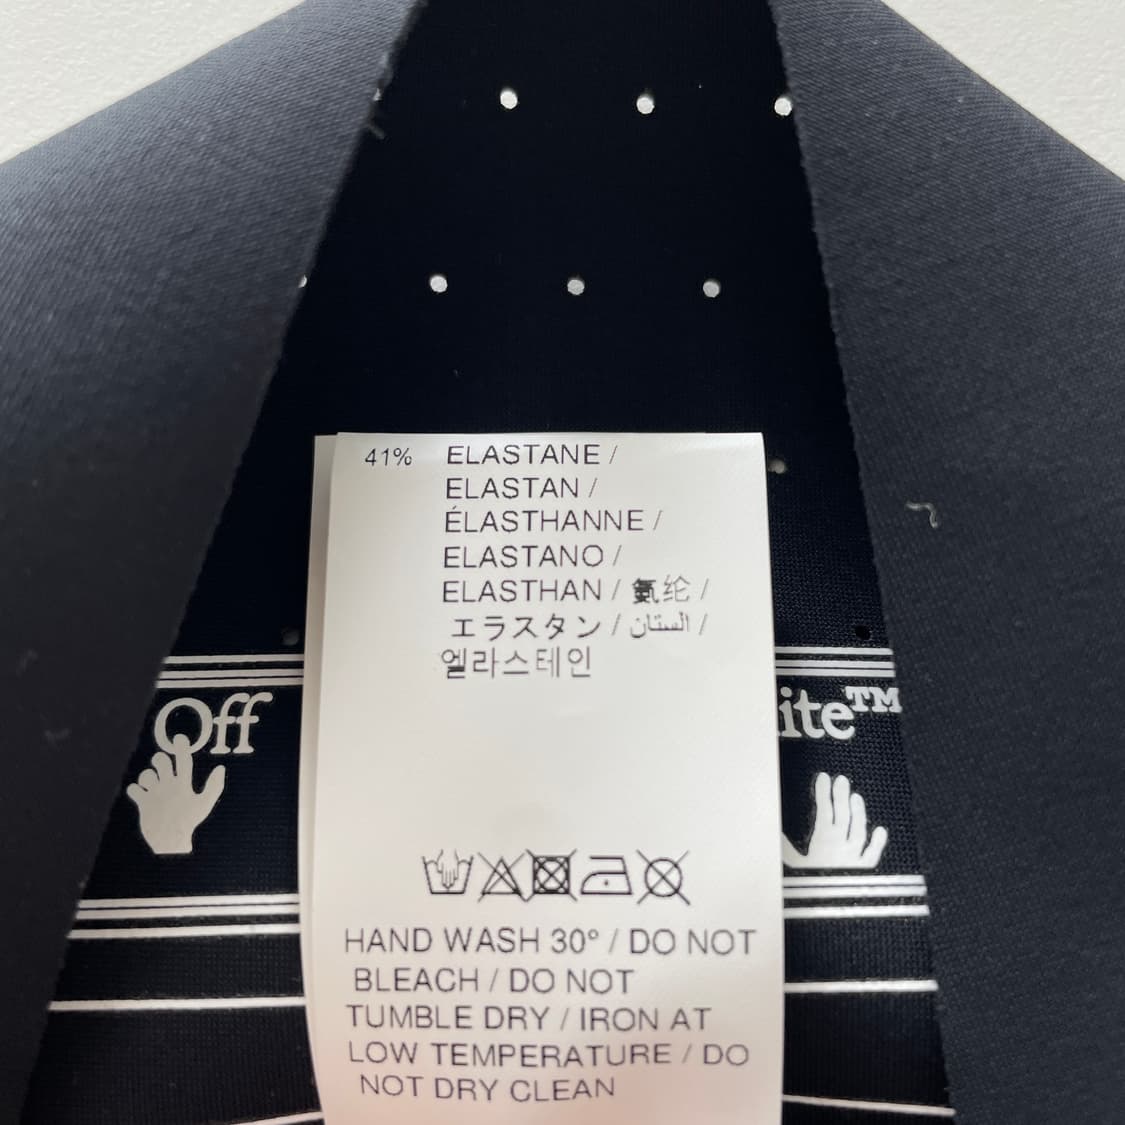 41% ELASTANE /
ELASTAN /
ÉLASTHANNE /
ELASTANO /
ELASTHAN / 氨纶 /
エラスタン / الستان /
엘라스테인
Off ite™
HAND WASH 30° / DO NOT
BLEACH / DO NOT
TUMBLE DRY / IRON AT
LOW TEMPERATURE / DO
NOT DRY CLEAN